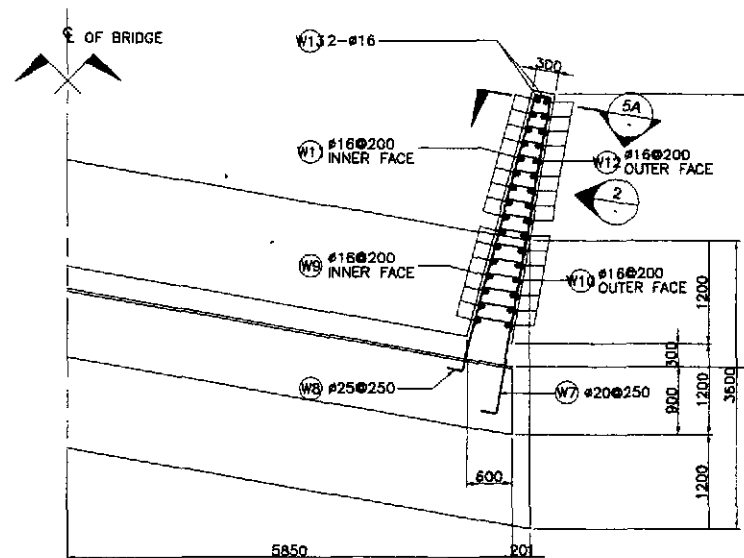 ℄ OF BRIDGE
W13 2-ø16
300
5A
W11 ø16@200
INNER FACE
W12 ø16@200
OUTER FACE
2
W9 ø16@200
INNER FACE
W10 ø16@200
OUTER FACE
1200
300
W8 ø25@250
W7 ø20@250
900
1200
3600
600
1200
5850
201